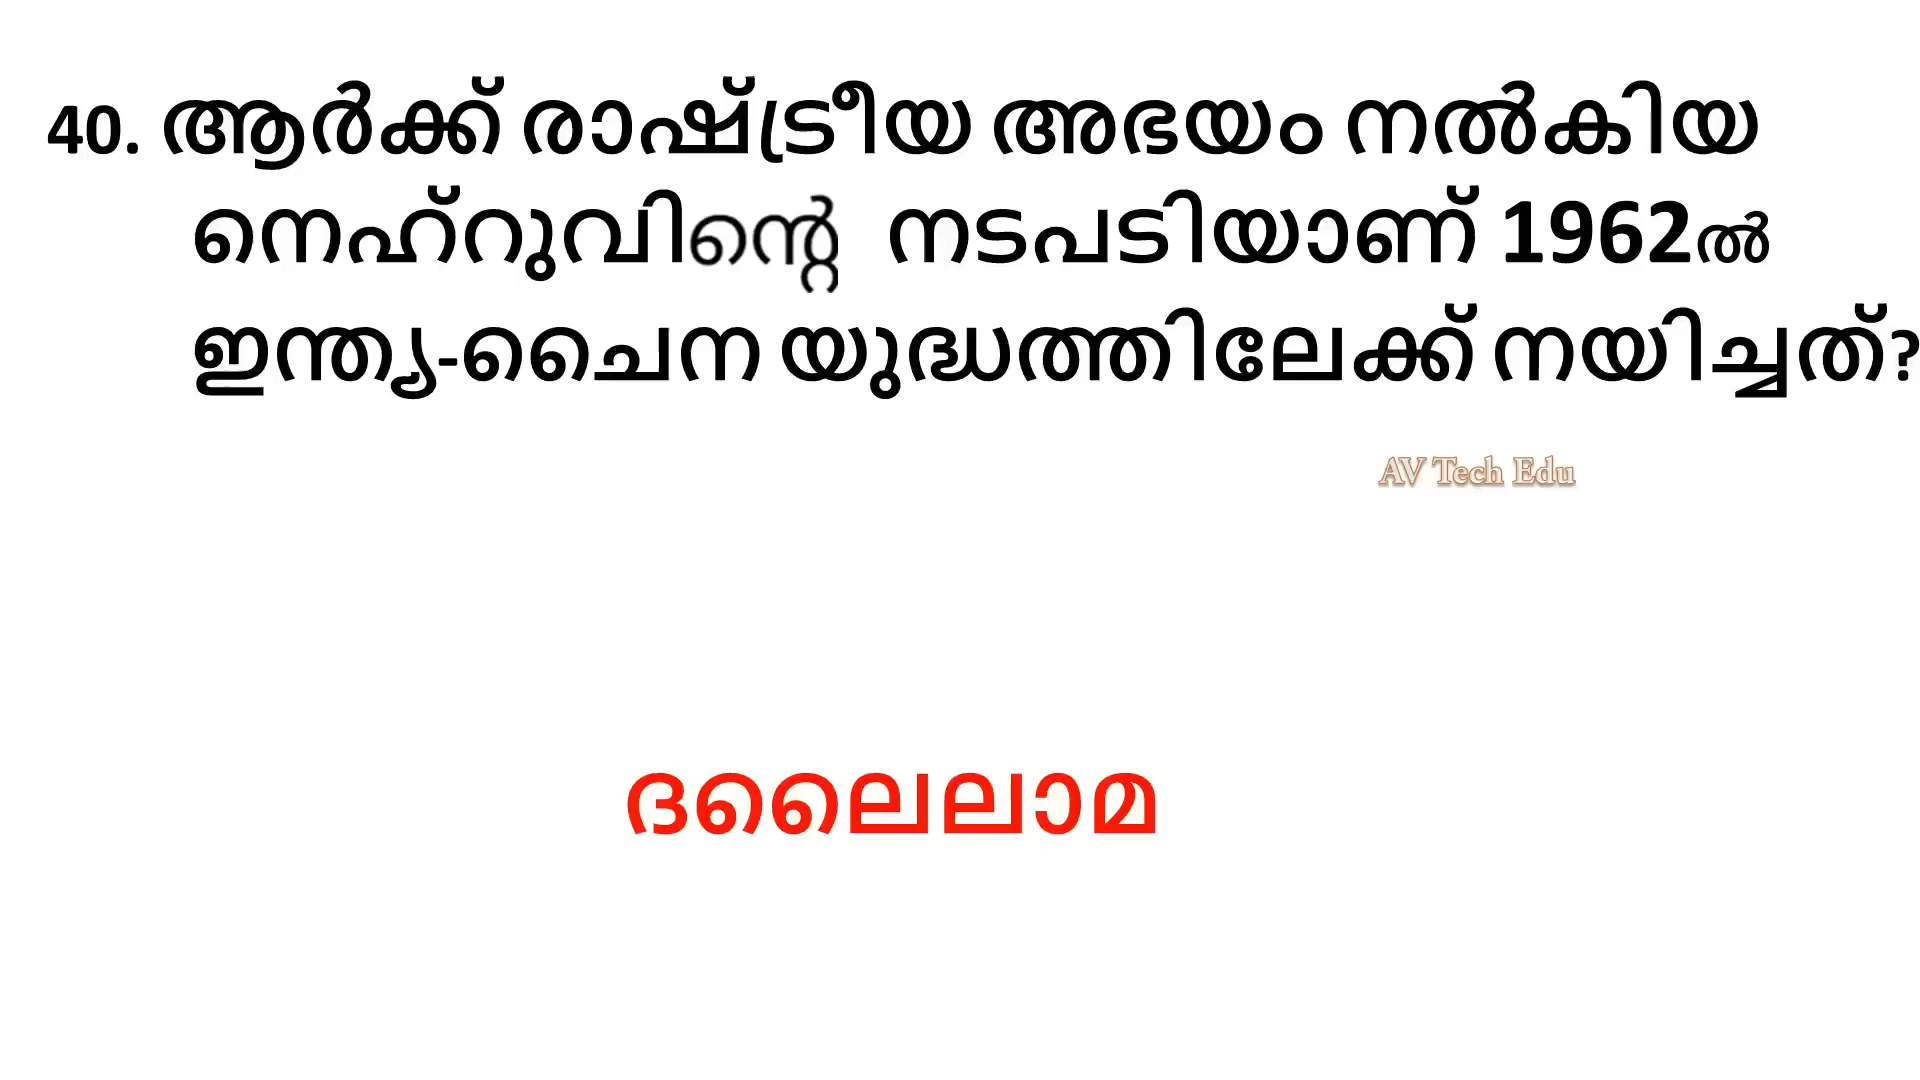 40. ആർക്ക് രാഷ്ട്രീയ അഭയം നൽകിയ
നെഹ്റുവിന്റെ നടപടിയാണ് 1962ൽ
ഇന്ത്യ-ചൈന യുദ്ധത്തിലേക്ക് നയിച്ചത്?
AV Tech Edu
ദലൈലാമ